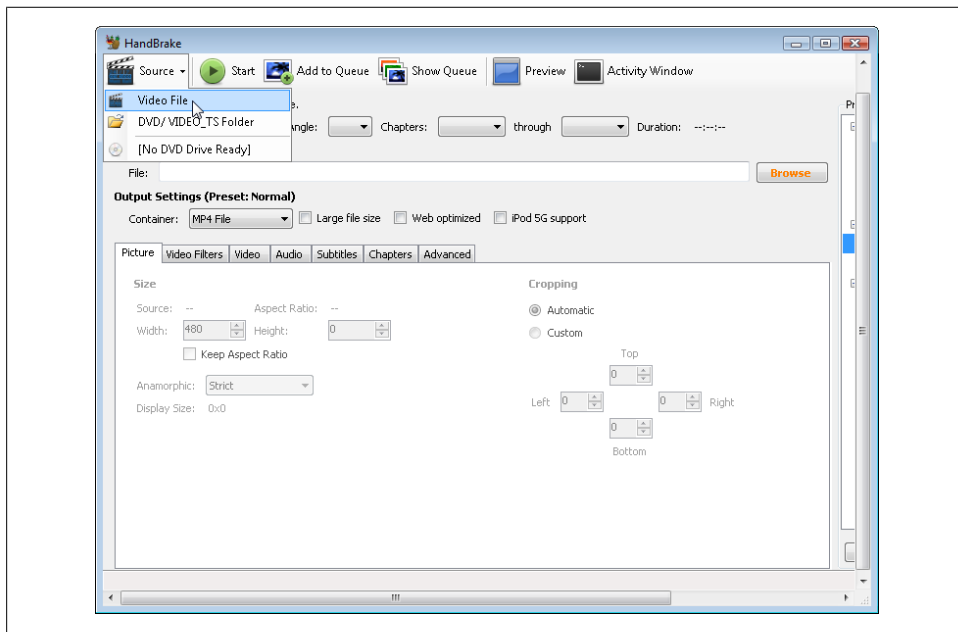 HandBrake
Source Start Add to Queue Show Queue Preview Activity Window
Video File
DVD/ VIDEO_TS Folder
[No DVD Drive Ready]
Angle: Chapters: through Duration: --:--:--
File: Browse
Output Settings (Preset: Normal)
Container: MP4 File Large file size Web optimized iPod 5G support
Picture Video Filters Video Audio Subtitles Chapters Advanced
Size
Source: -- Aspect Ratio: --
Width: 480 Height: 0
Keep Aspect Ratio
Anamorphic: Strict
Display Size: 0x0
Cropping
Automatic
Custom
Top
0
Left 0 0 Right
0
Bottom